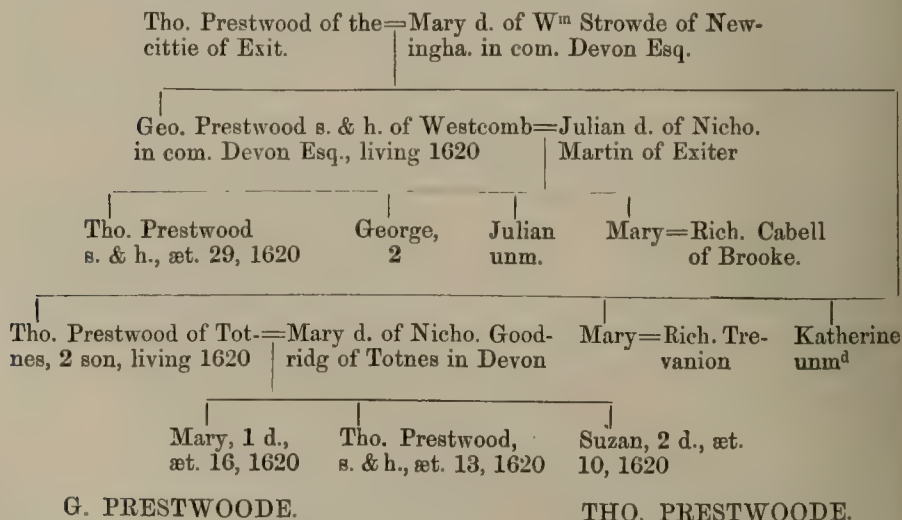 Tho. Prestwood of the=Mary d. of Wᵐ Strowde of New-
cittie of Exit. ingha. in com. Devon Esq.
Geo. Prestwood s. & h. of Westcomb=Julian d. of Nicho.
in com. Devon Esq., living 1620 Martin of Exiter
Tho. Prestwood George, Julian Mary=Rich. Cabell
s. & h., æt. 29, 1620 2 unm. of Brooke.
Tho. Prestwood of Tot-=Mary d. of Nicho. Good- Mary=Rich. Tre- Katherine
nes, 2 son, living 1620 ridg of Totnes in Devon vanion unmᵈ
Mary, 1 d., Tho. Prestwood, Suzan, 2 d., æt.
æt. 16, 1620 s. & h., æt. 13, 1620 10, 1620
G. PRESTWOODE. THO. PRESTWOODE.